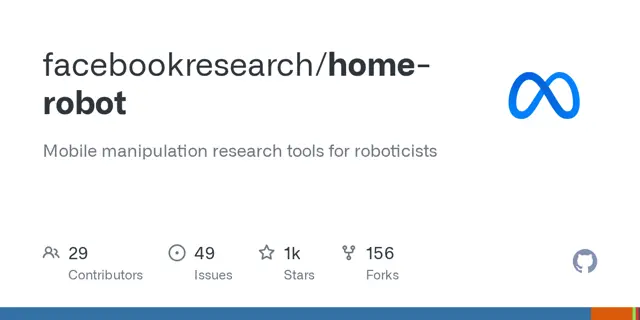 facebookresearch/home-
robot
Mobile manipulation research tools for roboticists
29 49 1k 156
Contributors Issues Stars Forks